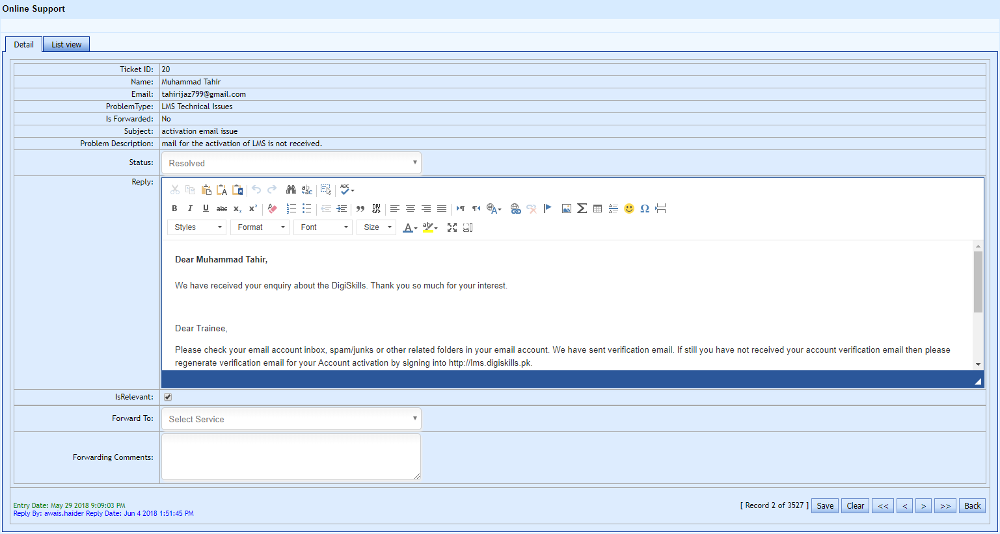 Online Support
Detail
List view
Ticket ID: 20
Name: Muhammad Tahir
Email: tahirijaz799@gmail.com
ProblemType: LMS Technical Issues
Is Forwarded: No
Subject: activation email issue
Problem Description: mail for the activation of LMS is not received.
Status: Resolved
Reply:
ABC
B I U abc x₂ x² DIV
Styles Format Font Size A ab
Dear Muhammad Tahir,
We have received your enquiry about the DigiSkills. Thank you so much for your interest.
Dear Trainee,
Please check your email account inbox, spam/junks or other related folders in your email account. We have sent verification email. If still you have not received your account verification email then please
regenerate verification email for your Account activation by signing into http://lms.digiskills.pk.
IsRelevant:
Forward To: Select Service
Forwarding Comments:
Entry Date: May 29 2018 9:09:03 PM
Reply By: awais.haider Reply Date: Jun 4 2018 1:51:45 PM
[ Record 2 of 3527 ] Save Clear << < > >> Back